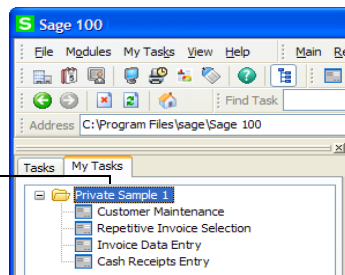 S Sage 100
File Modules My Tasks View Help Main
Find Task
Address C:\Program Files\sage\Sage 100
Tasks My Tasks
Private Sample 1
Customer Maintenance
Repetitive Invoice Selection
Invoice Data Entry
Cash Receipts Entry